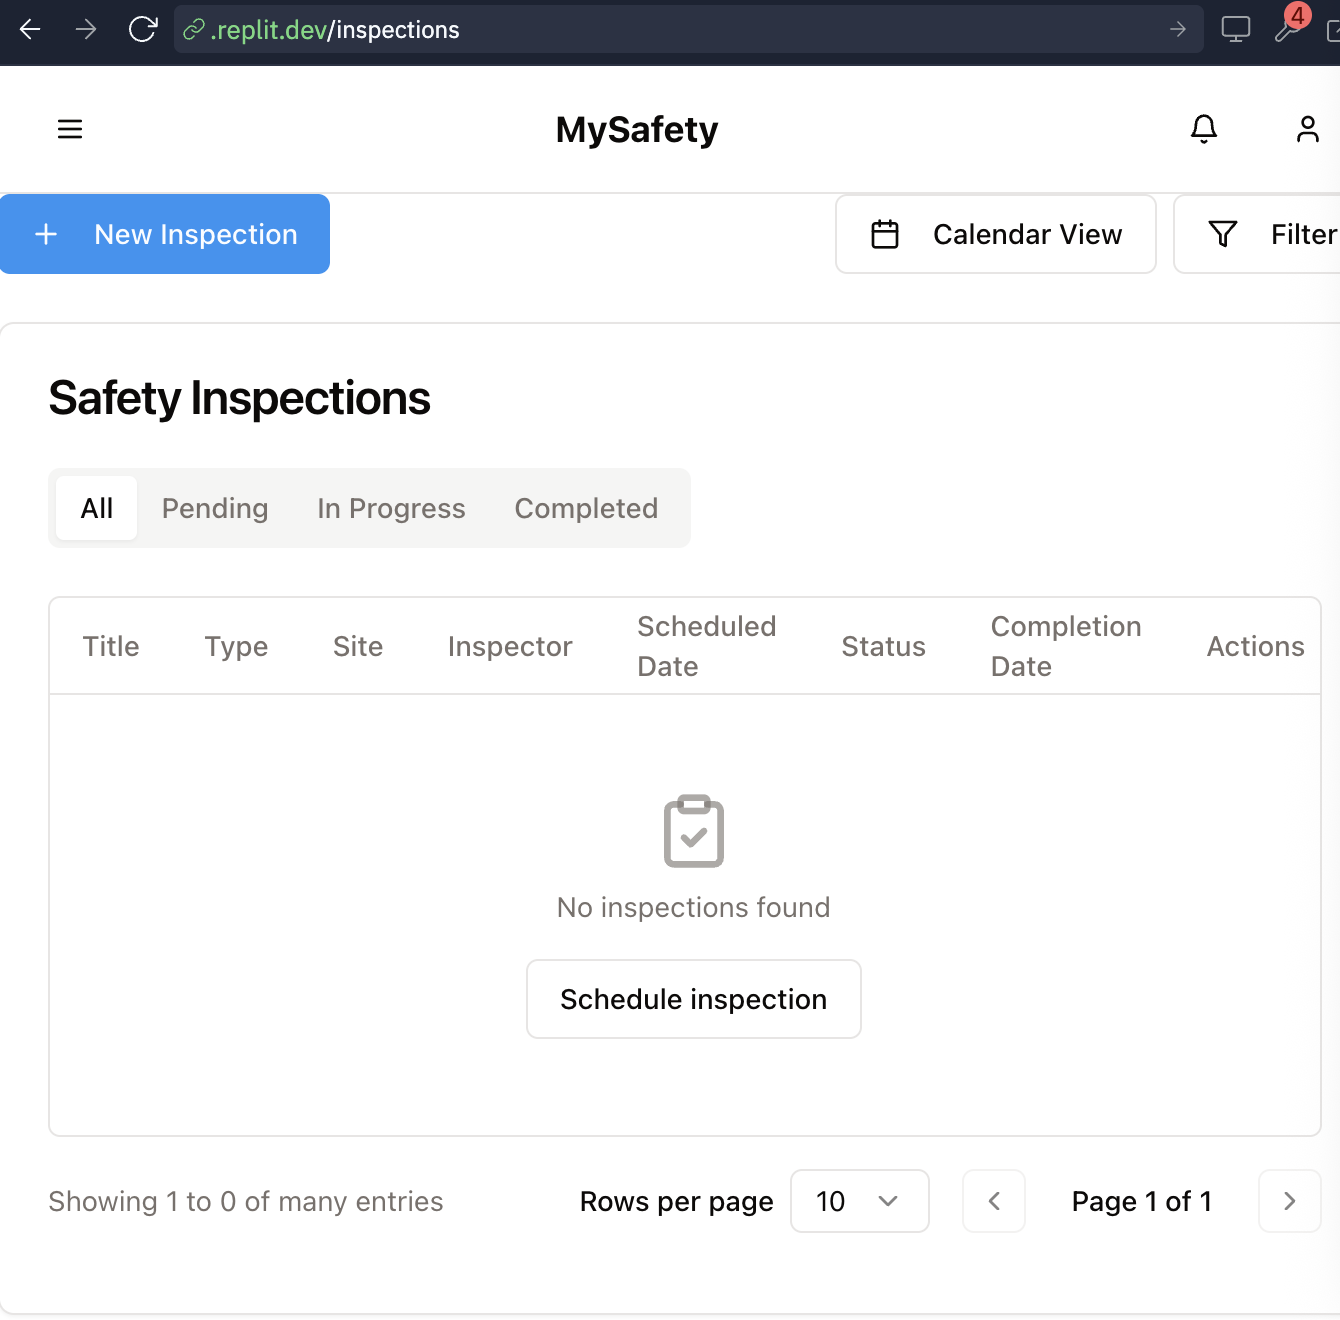 .replit.dev/inspections
4
MySafety
New Inspection
Calendar View
Filter
Safety Inspections
All
Pending
In Progress
Completed
Title
Type
Site
Inspector
Scheduled
Date
Status
Completion
Date
Actions
No inspections found
Schedule inspection
Showing 1 to 0 of many entries
Rows per page
10
Page 1 of 1